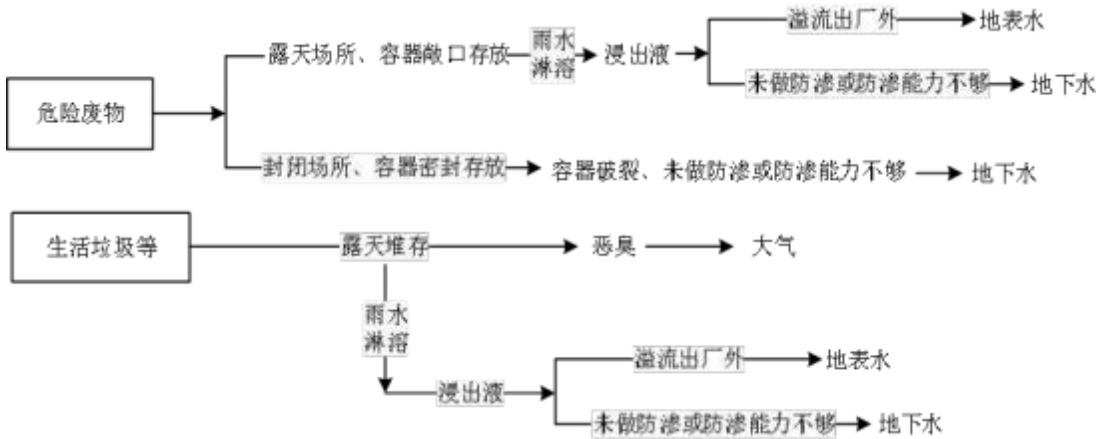 溢流出厂外
地表水
露天场所、容器敞口存放
雨水
淋溶
浸出液
未做防渗或防渗能力不够
地下水
危险废物
封闭场所、容器密封存放
容器破裂、未做防渗或防渗能力不够
地下水
生活垃圾等
露天堆存
恶臭
大气
雨水
淋溶
浸出液
溢流出厂外
地表水
未做防渗或防渗能力不够
地下水